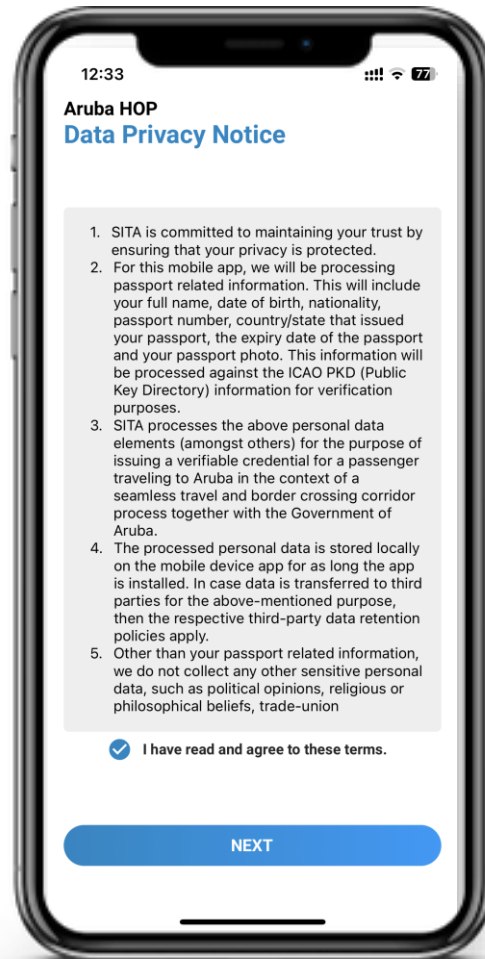 12:33
77
Aruba HOP
Data Privacy Notice
1. SITA is committed to maintaining your trust by
ensuring that your privacy is protected.
2. For this mobile app, we will be processing
passport related information. This will include
your full name, date of birth, nationality,
passport number, country/state that issued
your passport, the expiry date of the passport
and your passport photo. This information will
be processed against the ICAO PKD (Public
Key Directory) information for verification
purposes.
3. SITA processes the above personal data
elements (amongst others) for the purpose of
issuing a verifiable credential for a passenger
traveling to Aruba in the context of a
seamless travel and border crossing corridor
process together with the Government of
Aruba.
4. The processed personal data is stored locally
on the mobile device app for as long the app
is installed. In case data is transferred to third
parties for the above-mentioned purpose,
then the respective third-party data retention
policies apply.
5. Other than your passport related information,
we do not collect any other sensitive personal
data, such as political opinions, religious or
philosophical beliefs, trade-union
I have read and agree to these terms.
NEXT